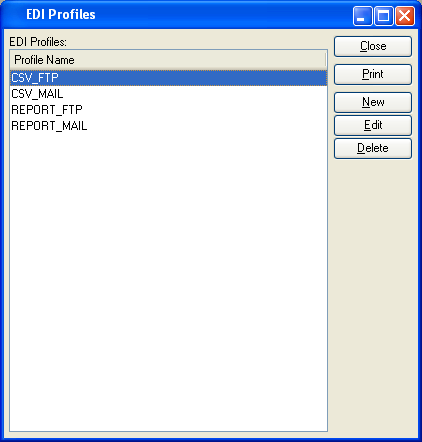 EDI Profiles
EDI Profiles:
Profile Name
CSV_FTP
CSV_MAIL
REPORT_FTP
REPORT_MAIL
Close
Print
New
Edit
Delete